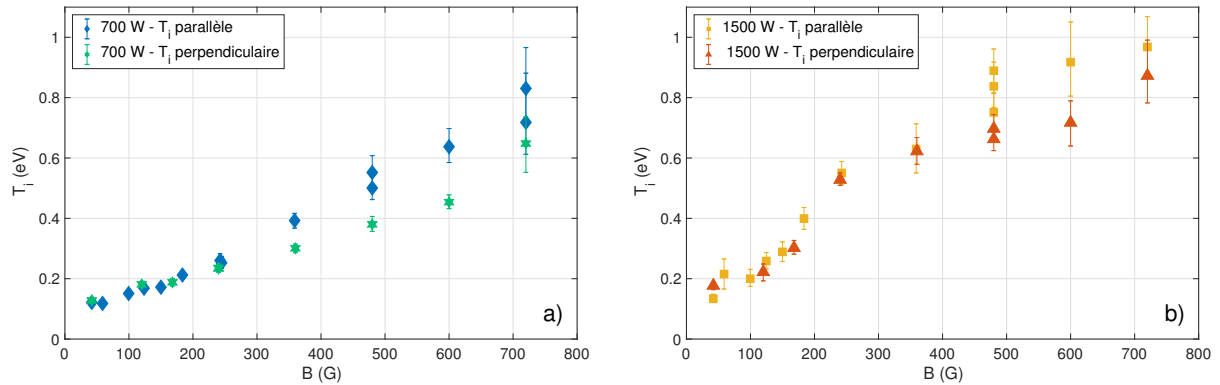 700 W - T_i parallèle
700 W - T_i perpendiculaire
1
0.8
0.6
0.4
0.2
0
T_i (eV)
0 100 200 300 400 500 600 700 800
B (G)
a)
1500 W - T_i parallèle
1500 W - T_i perpendiculaire
1
0.8
0.6
0.4
0.2
0
T_i (eV)
0 100 200 300 400 500 600 700 800
B (G)
b)